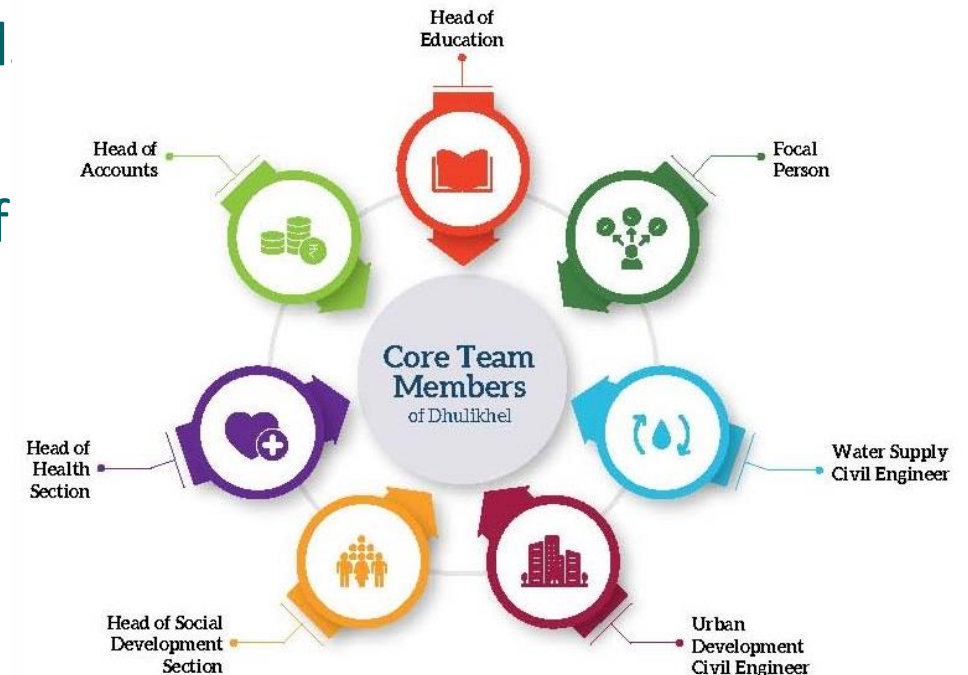 Head of
Education
Head of
Accounts
Focal
Person
f
Core Team
Members
of Dhulikhel
Head of
Health
Section
Water Supply
Civil Engineer
Head of Social
Development
Section
Urban
Development
Civil Engineer
₹